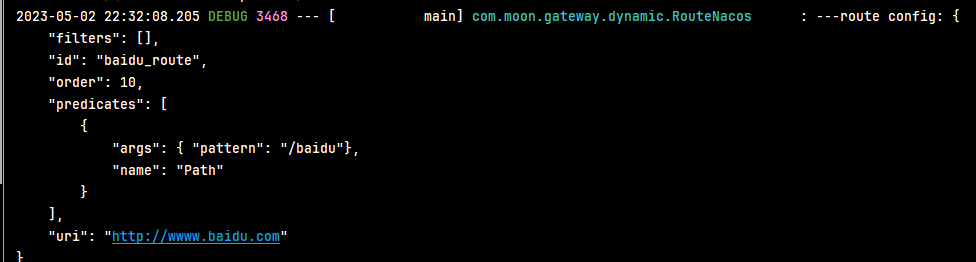 2023-05-02 22:32:08.205 DEBUG 3468 --- [           main] com.moon.gateway.dynamic.RouteNacos      : ---route config: {
    "filters": [],
    "id": "baidu_route",
    "order": 10,
    "predicates": [
        {
            "args": { "pattern": "/baidu"},
            "name": "Path"
        }
    ],
    "uri": "http://wwww.baidu.com"
}